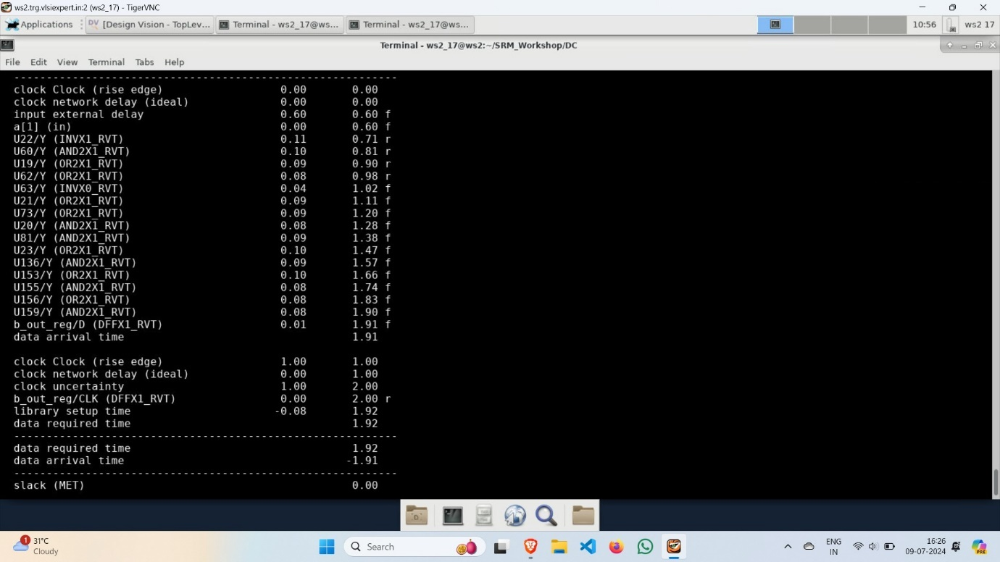 ws2.trg.vlsiexpert.in:2 (ws2_17) - TigerVNC
Applications
[Design Vision - TopLev...
Terminal - ws2_17@ws...
Terminal - ws2_17@ws...
10:56
ws2 17
Terminal - ws2_17@ws2:~/SRM_Workshop/DC
File Edit View Terminal Tabs Help
-----------------------------------------------------------
clock Clock (rise edge) 0.00 0.00
clock network delay (ideal) 0.00 0.00
input external delay 0.60 0.60 f
a[1] (in) 0.00 0.60 f
U22/Y (INVX1_RVT) 0.11 0.71 r
U60/Y (AND2X1_RVT) 0.10 0.81 r
U19/Y (OR2X1_RVT) 0.09 0.90 r
U62/Y (OR2X1_RVT) 0.08 0.98 r
U63/Y (INVX0_RVT) 0.04 1.02 f
U21/Y (OR2X1_RVT) 0.09 1.11 f
U73/Y (OR2X1_RVT) 0.09 1.20 f
U20/Y (AND2X1_RVT) 0.08 1.28 f
U81/Y (AND2X1_RVT) 0.09 1.38 f
U23/Y (OR2X1_RVT) 0.10 1.47 f
U136/Y (AND2X1_RVT) 0.09 1.57 f
U153/Y (OR2X1_RVT) 0.10 1.66 f
U155/Y (AND2X1_RVT) 0.08 1.74 f
U156/Y (OR2X1_RVT) 0.08 1.83 f
U159/Y (AND2X1_RVT) 0.08 1.90 f
b_out_reg/D (DFFX1_RVT) 0.01 1.91 f
data arrival time 1.91
clock Clock (rise edge) 1.00 1.00
clock network delay (ideal) 0.00 1.00
clock uncertainty 1.00 2.00
b_out_reg/CLK (DFFX1_RVT) 0.00 2.00 r
library setup time -0.08 1.92
data required time 1.92
-----------------------------------------------------------
data required time 1.92
data arrival time -1.91
-----------------------------------------------------------
slack (MET) 0.00
1
31°C
Cloudy
Search
ENG
IN
16:26
09-07-2024
PRE